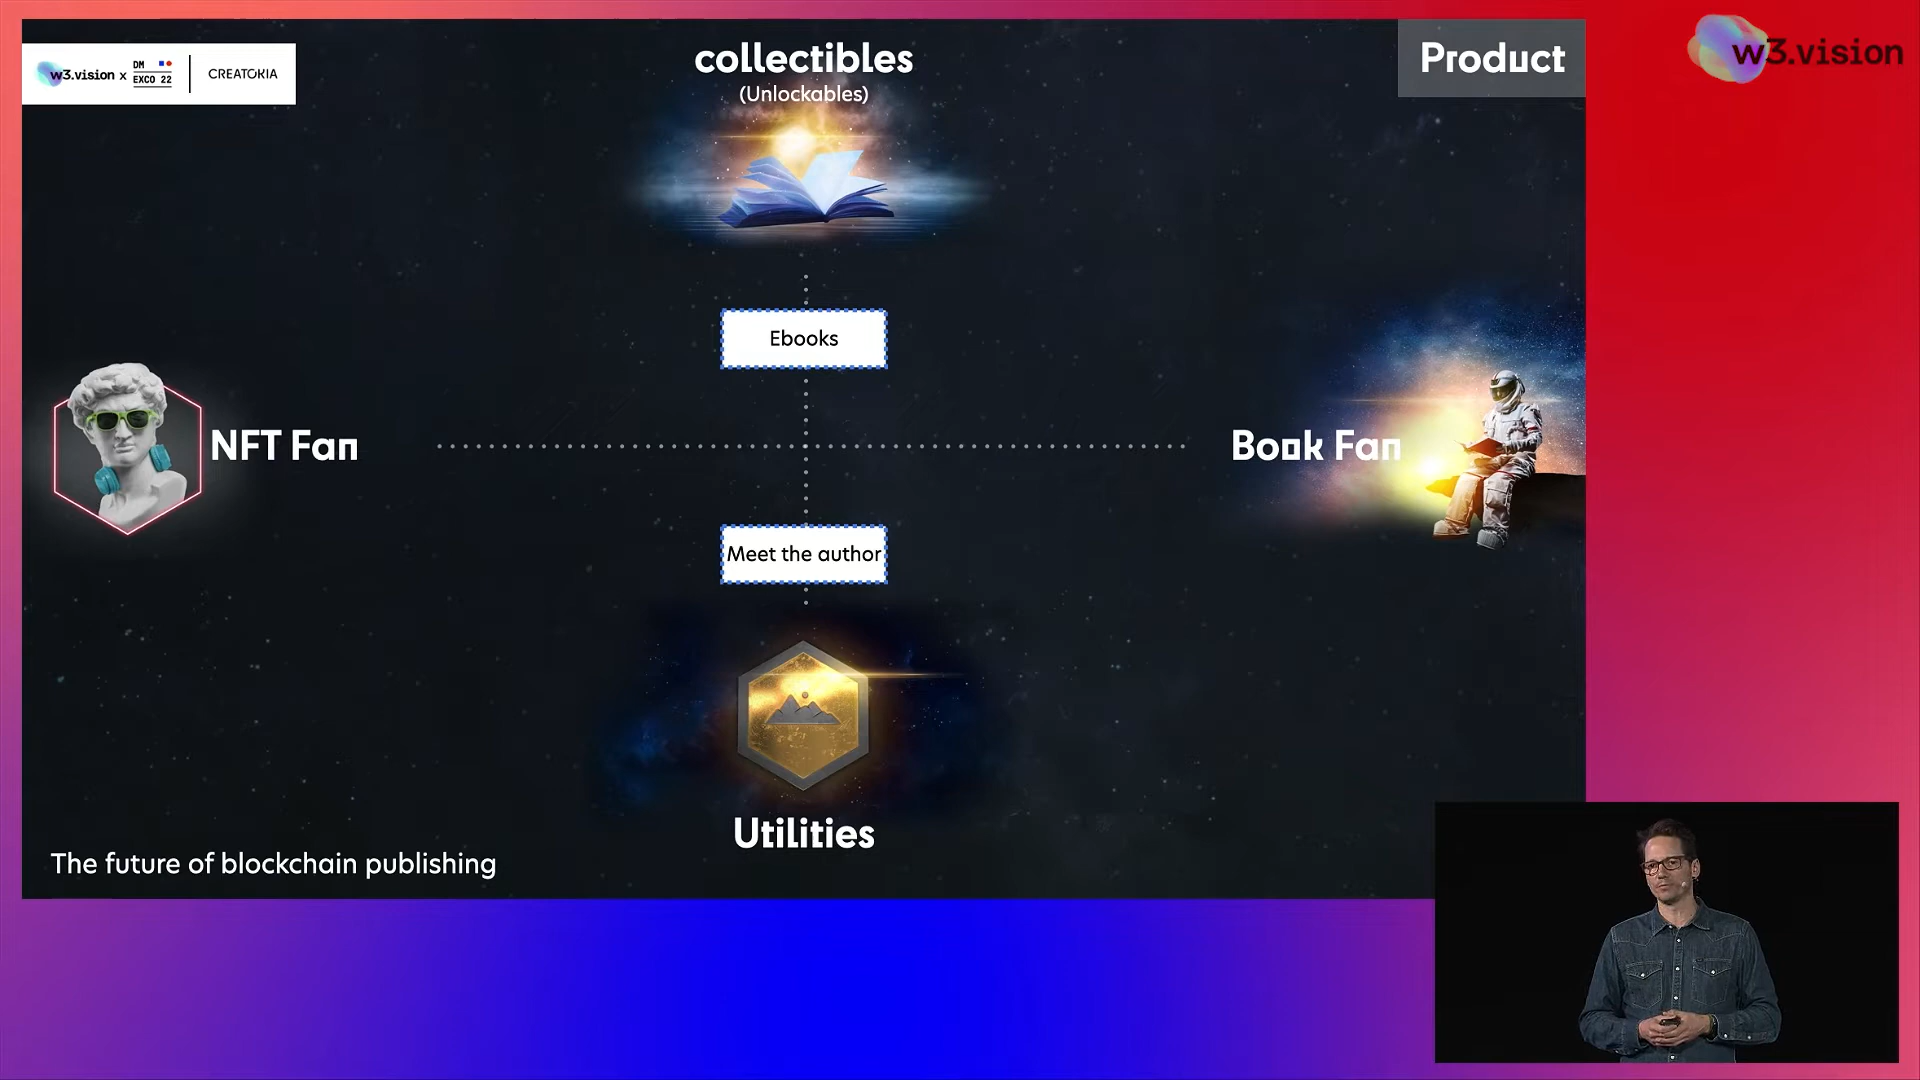 w3.vision x DM EXCO 22 CREATOKIA
collectibles
(Unlockables)
Product
w3.vision
Ebooks
NFT Fan
Book Fan
Meet the author
Utilities
The future of blockchain publishing